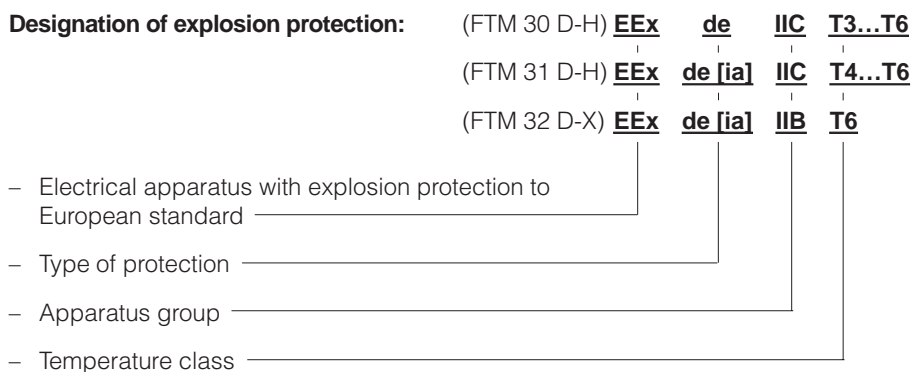 Designation of explosion protection: (FTM 30 D-H) EEx de IIC T3…T6
(FTM 31 D-H) EEx de [ia] IIC T4…T6
(FTM 32 D-X) EEx de [ia] IIB T6
– Electrical apparatus with explosion protection to
European standard
– Type of protection
– Apparatus group
– Temperature class